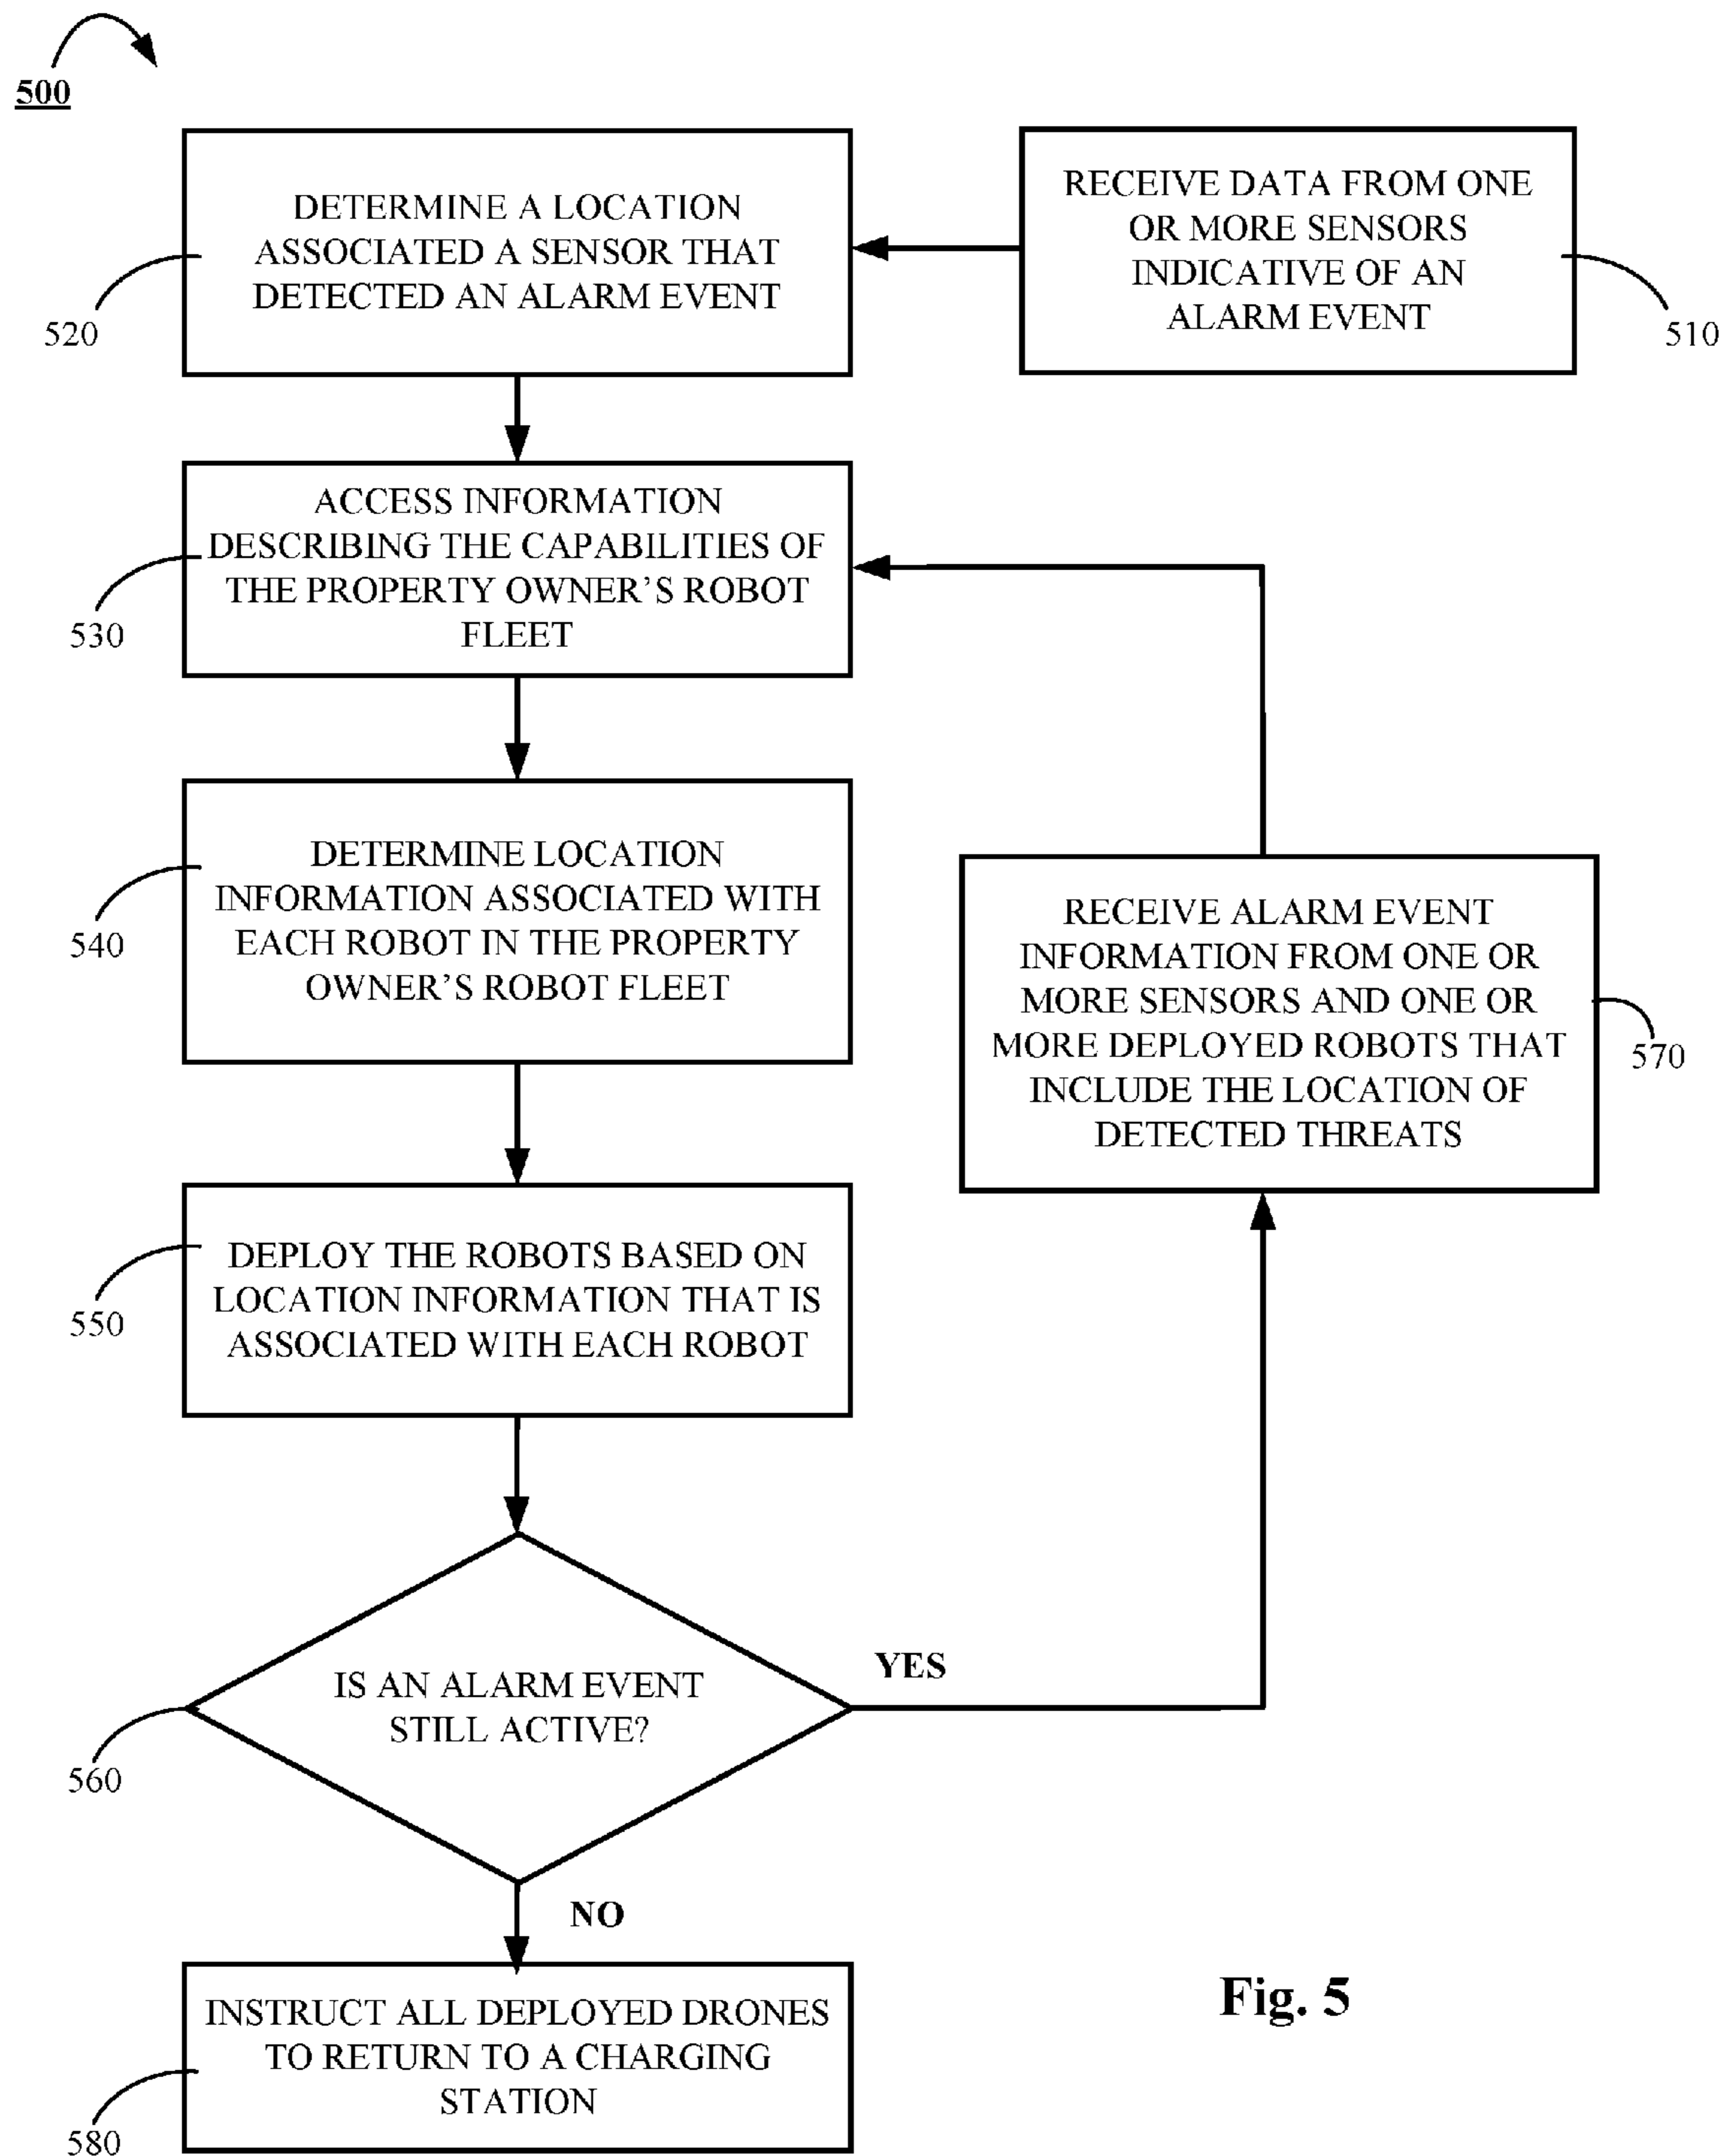 500
RECEIVE DATA FROM ONE
OR MORE SENSORS
INDICATIVE OF AN
ALARM EVENT
510
DETERMINE A LOCATION
ASSOCIATED A SENSOR THAT
DETECTED AN ALARM EVENT
520
ACCESS INFORMATION
DESCRIBING THE CAPABILITIES OF
THE PROPERTY OWNER'S ROBOT
FLEET
530
DETERMINE LOCATION
INFORMATION ASSOCIATED WITH
EACH ROBOT IN THE PROPERTY
OWNER'S ROBOT FLEET
540
DEPLOY THE ROBOTS BASED ON
LOCATION INFORMATION THAT IS
ASSOCIATED WITH EACH ROBOT
550
IS AN ALARM EVENT
STILL ACTIVE?
560
YES
RECEIVE ALARM EVENT
INFORMATION FROM ONE OR
MORE SENSORS AND ONE OR
MORE DEPLOYED ROBOTS THAT
INCLUDE THE LOCATION OF
DETECTED THREATS
570
NO
INSTRUCT ALL DEPLOYED DRONES
TO RETURN TO A CHARGING
STATION
580
Fig. 5